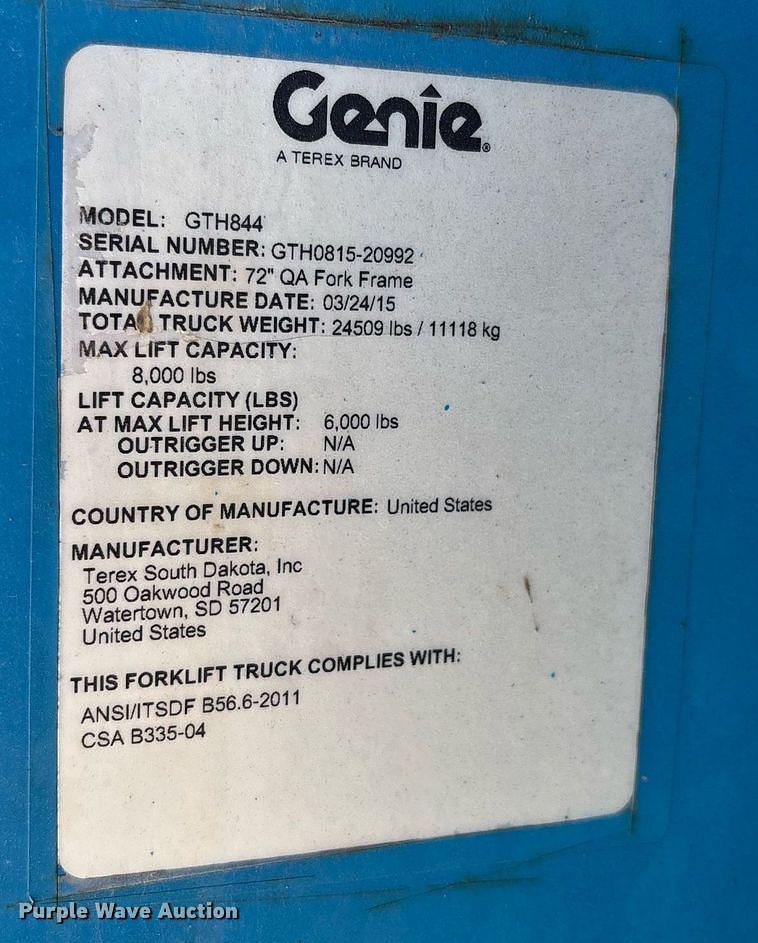 Genie®
A TEREX BRAND
MODEL: GTH844
SERIAL NUMBER: GTH0815-20992
ATTACHMENT: 72" QA Fork Frame
MANUFACTURE DATE: 03/24/15
TOTAL TRUCK WEIGHT: 24509 lbs / 11118 kg
MAX LIFT CAPACITY:
8,000 lbs
LIFT CAPACITY (LBS)
AT MAX LIFT HEIGHT: 6,000 lbs
OUTRIGGER UP: N/A
OUTRIGGER DOWN: N/A
COUNTRY OF MANUFACTURE: United States
MANUFACTURER:
Terex South Dakota, Inc
500 Oakwood Road
Watertown, SD 57201
United States
THIS FORKLIFT TRUCK COMPLIES WITH:
ANSI/ITSDF B56.6-2011
CSA B335-04
Purple Wave Auction